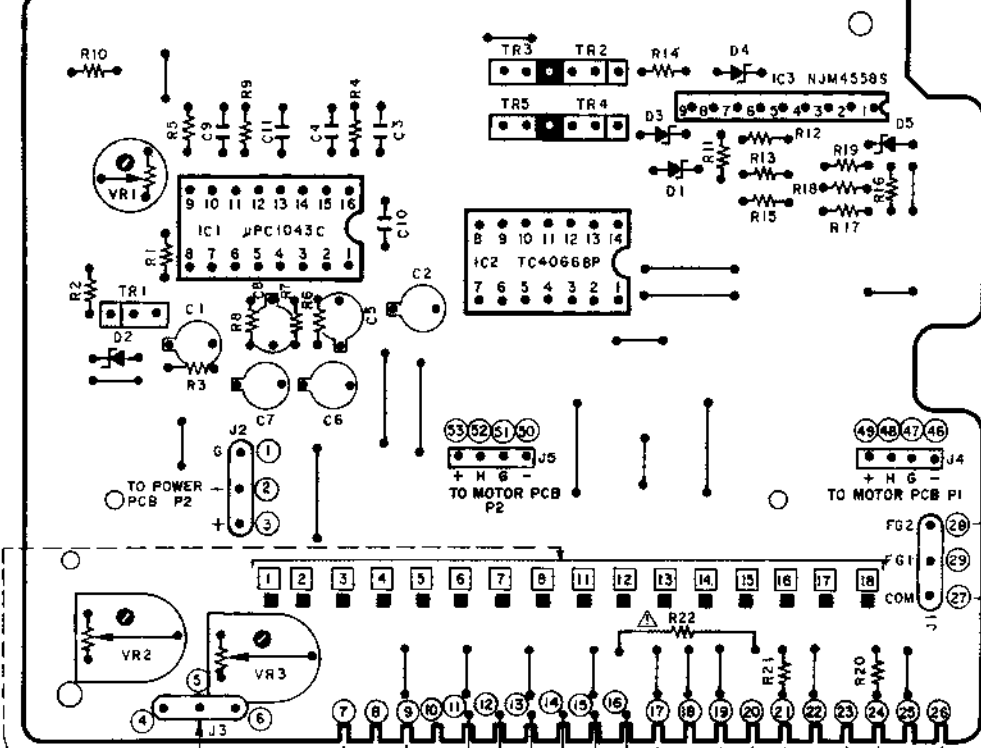 R10
TR3 TR2 R14 D4
IC3 NJM4558S
9 8 7 6 5 4 3 2 1
R5 C9 R9 C11 C4 R4 C3
TR5 TR4 D3 R11 R12 D5
R13 R19
VR1 D1 R18 R16
R15 R17
9 10 11 12 13 14 15 16
IC1 μPC1043C
8 7 6 5 4 3 2 1
C10
8 9 10 11 12 13 14
IC2 TC4066BP
7 6 5 4 3 2 1
R1
R2 TR1 C1 R8 C8 R7 R6 C5 C2
D2
R3
C7 C6
J2
G 1
- 2
+ 3
TO POWER
PCB P2
53 52 51 50
J5
+ H G -
TO MOTOR PCB
P2
49 48 47 46
J4
+ H G -
TO MOTOR PCB P1
FG2 28
FG1 29
COM 27
J1
1 2 3 4 5 6 7 8 11 12 13 14 15 16 17 18
R22
VR2 VR3
R21 R20
5
4 6
J3
7 8 9 10 11 12 13 14 15 16 17 18 19 20 21 22 23 24 25 26